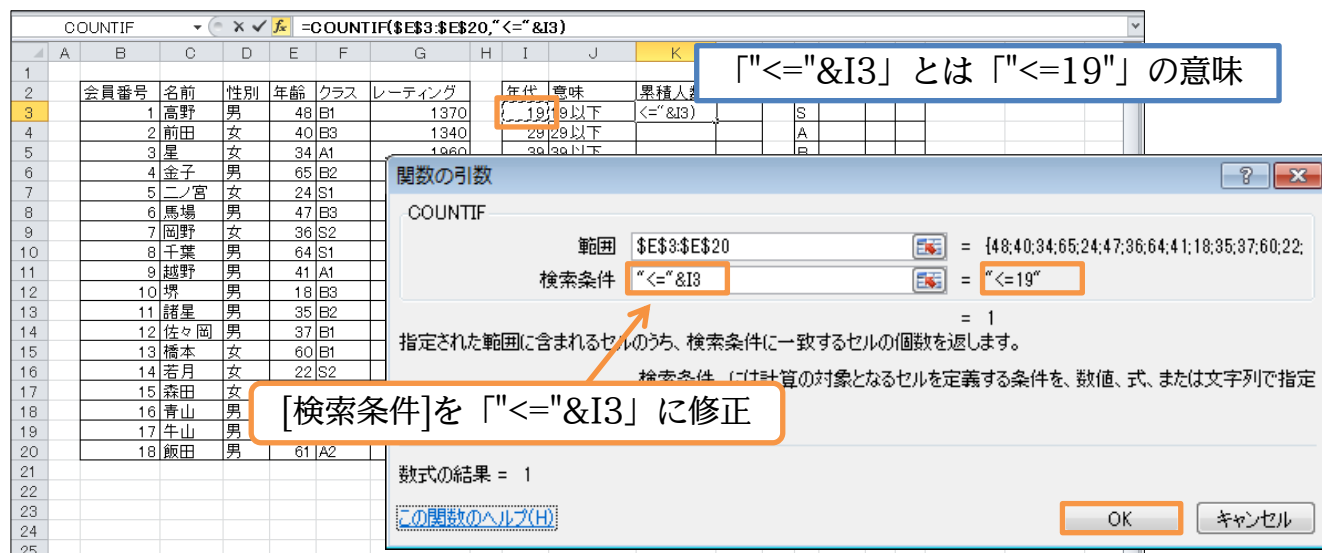 COUNTIF =COUNTIF($E$3:$E$20,"<="&I3)
A B C D E F G H I J K
「"<="&I3」とは「"<=19"」の意味
1
2 会員番号 名前 性別 年齢 クラス レーティング 年代 意味 累積人
3 1 高野 男 48 B1 1370 19 19以下 <="&I3) S
4 2 前田 女 40 B3 1340 29 29以下 A
5 3 星 女 34 A1 1960 39 39以下 B
6 4 金子 男 65 B2
7 5 二ノ宮 女 24 S1
8 6 馬場 男 47 B3
9 7 岡野 女 36 S2
10 8 千葉 男 64 S1
11 9 越野 男 41 A1
12 10 堺 男 18 B3
13 11 諸星 男 35 B2
14 12 佐々岡 男 37 B1
15 13 橋本 女 60 B1
16 14 若月 女 22 S2
17 15 森田 女
18 16 青山 男
19 17 牛山 男
20 18 飯田 男 61 A2
21
22
23
24
25
関数の引数
COUNTIF
範囲 $E$3:$E$20 = {48;40;34;65;24;47;36;64;41;18;35;37;60;22;
検索条件 "<="&I3 = "<=19"
= 1
指定された範囲に含まれるセルのうち、検索条件に一致するセルの個数を返します。
検索条件 には計算の対象となるセルを定義する条件を、数値、式、または文字列で指定
[検索条件]を「"<="&I3」に修正
数式の結果 = 1
この関数のヘルプ(H)
OK キャンセル